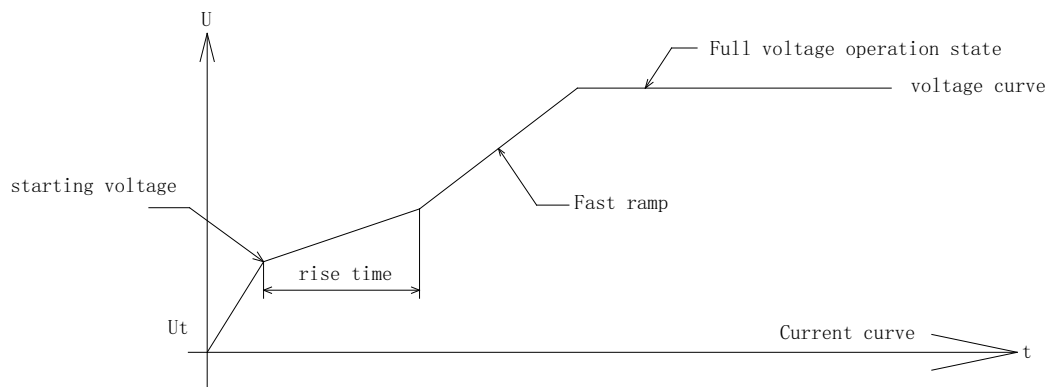 U
Full voltage operation state
voltage curve
starting voltage
Fast ramp
rise time
Ut
Current curve
t